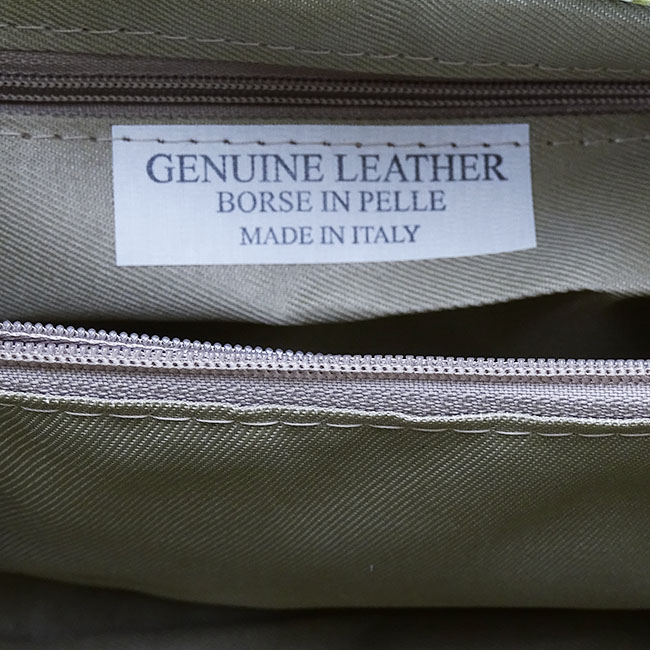 GENUINE LEATHER
BORSE IN PELLE
MADE IN ITALY